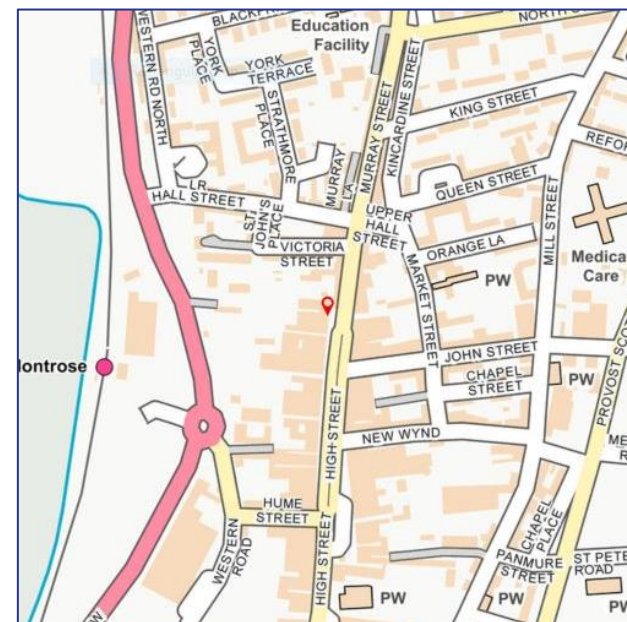 BLACKFR
NORTH S
Education
Facility
WESTERN RD NORTH
YORK
PLACE
YORK
TERRACE
STRATHMORE
PLACE
MURRAY
LA
MURRAY STREET
KINCARDINE STREET
KING STREET
REFOR
LR
HALL STREET
ST
JOHN'S
PLACE
UPPER
HALL
STREET
QUEEN STREET
MILL STREET
VICTORIA
STREET
ORANGE LA
MARKET STREET
PW
Medica
Care
JOHN STREET
CHAPEL
STREET
PW
PROVOST SCO
Montrose
HIGH STREET
NEW WYND
ME
R
HUME
STREET
WESTERN
ROAD
HIGH STREET
CHAPEL
PLACE
PANMURE
STREET
ST PETE
ROAD
PW
PW
PW
W